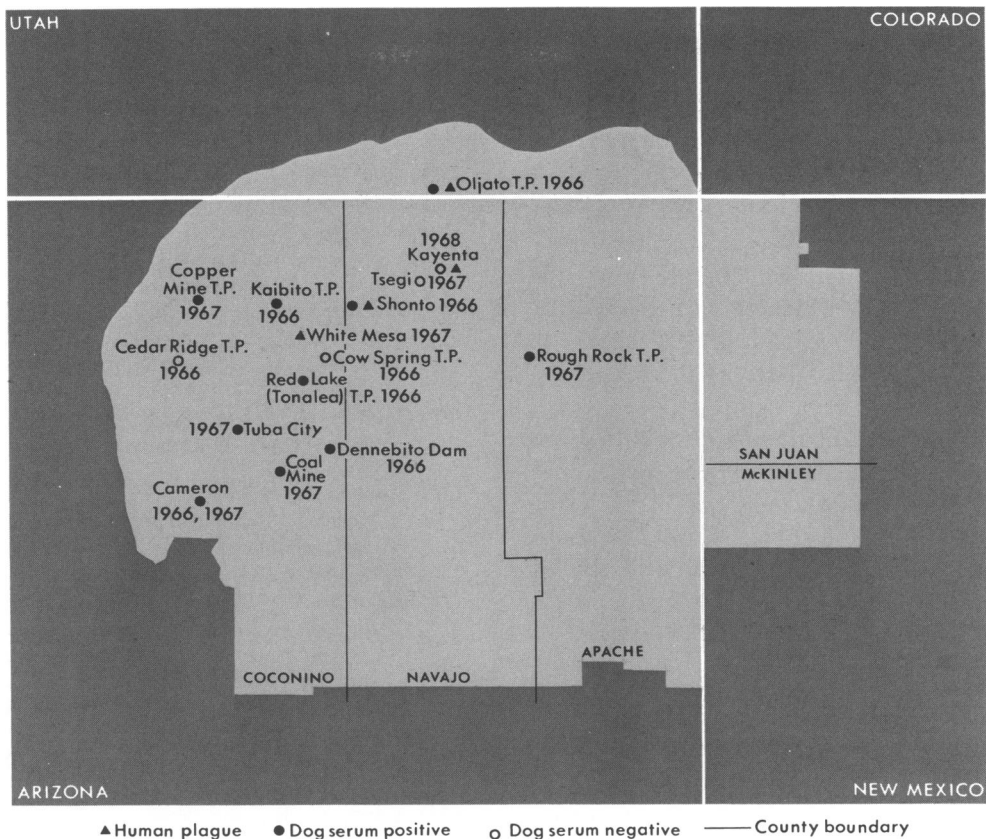 UTAH
COLORADO
Oljato T.P. 1966
1968
Kayenta
Tsegi 1967
Copper
Mine T.P.
1967
Kaibito T.P.
1966
Shonto 1966
White Mesa 1967
Cedar Ridge T.P.
1966
Cow Spring T.P.
1966
Rough Rock T.P.
1967
Red Lake
(Tonalea) T.P. 1966
1967 Tuba City
Dennebito Dam
1966
Coal
Mine
1967
Cameron
1966, 1967
SAN JUAN
McKINLEY
COCONINO
NAVAJO
APACHE
ARIZONA
NEW MEXICO
Human plague
Dog serum positive
Dog serum negative
County boundary